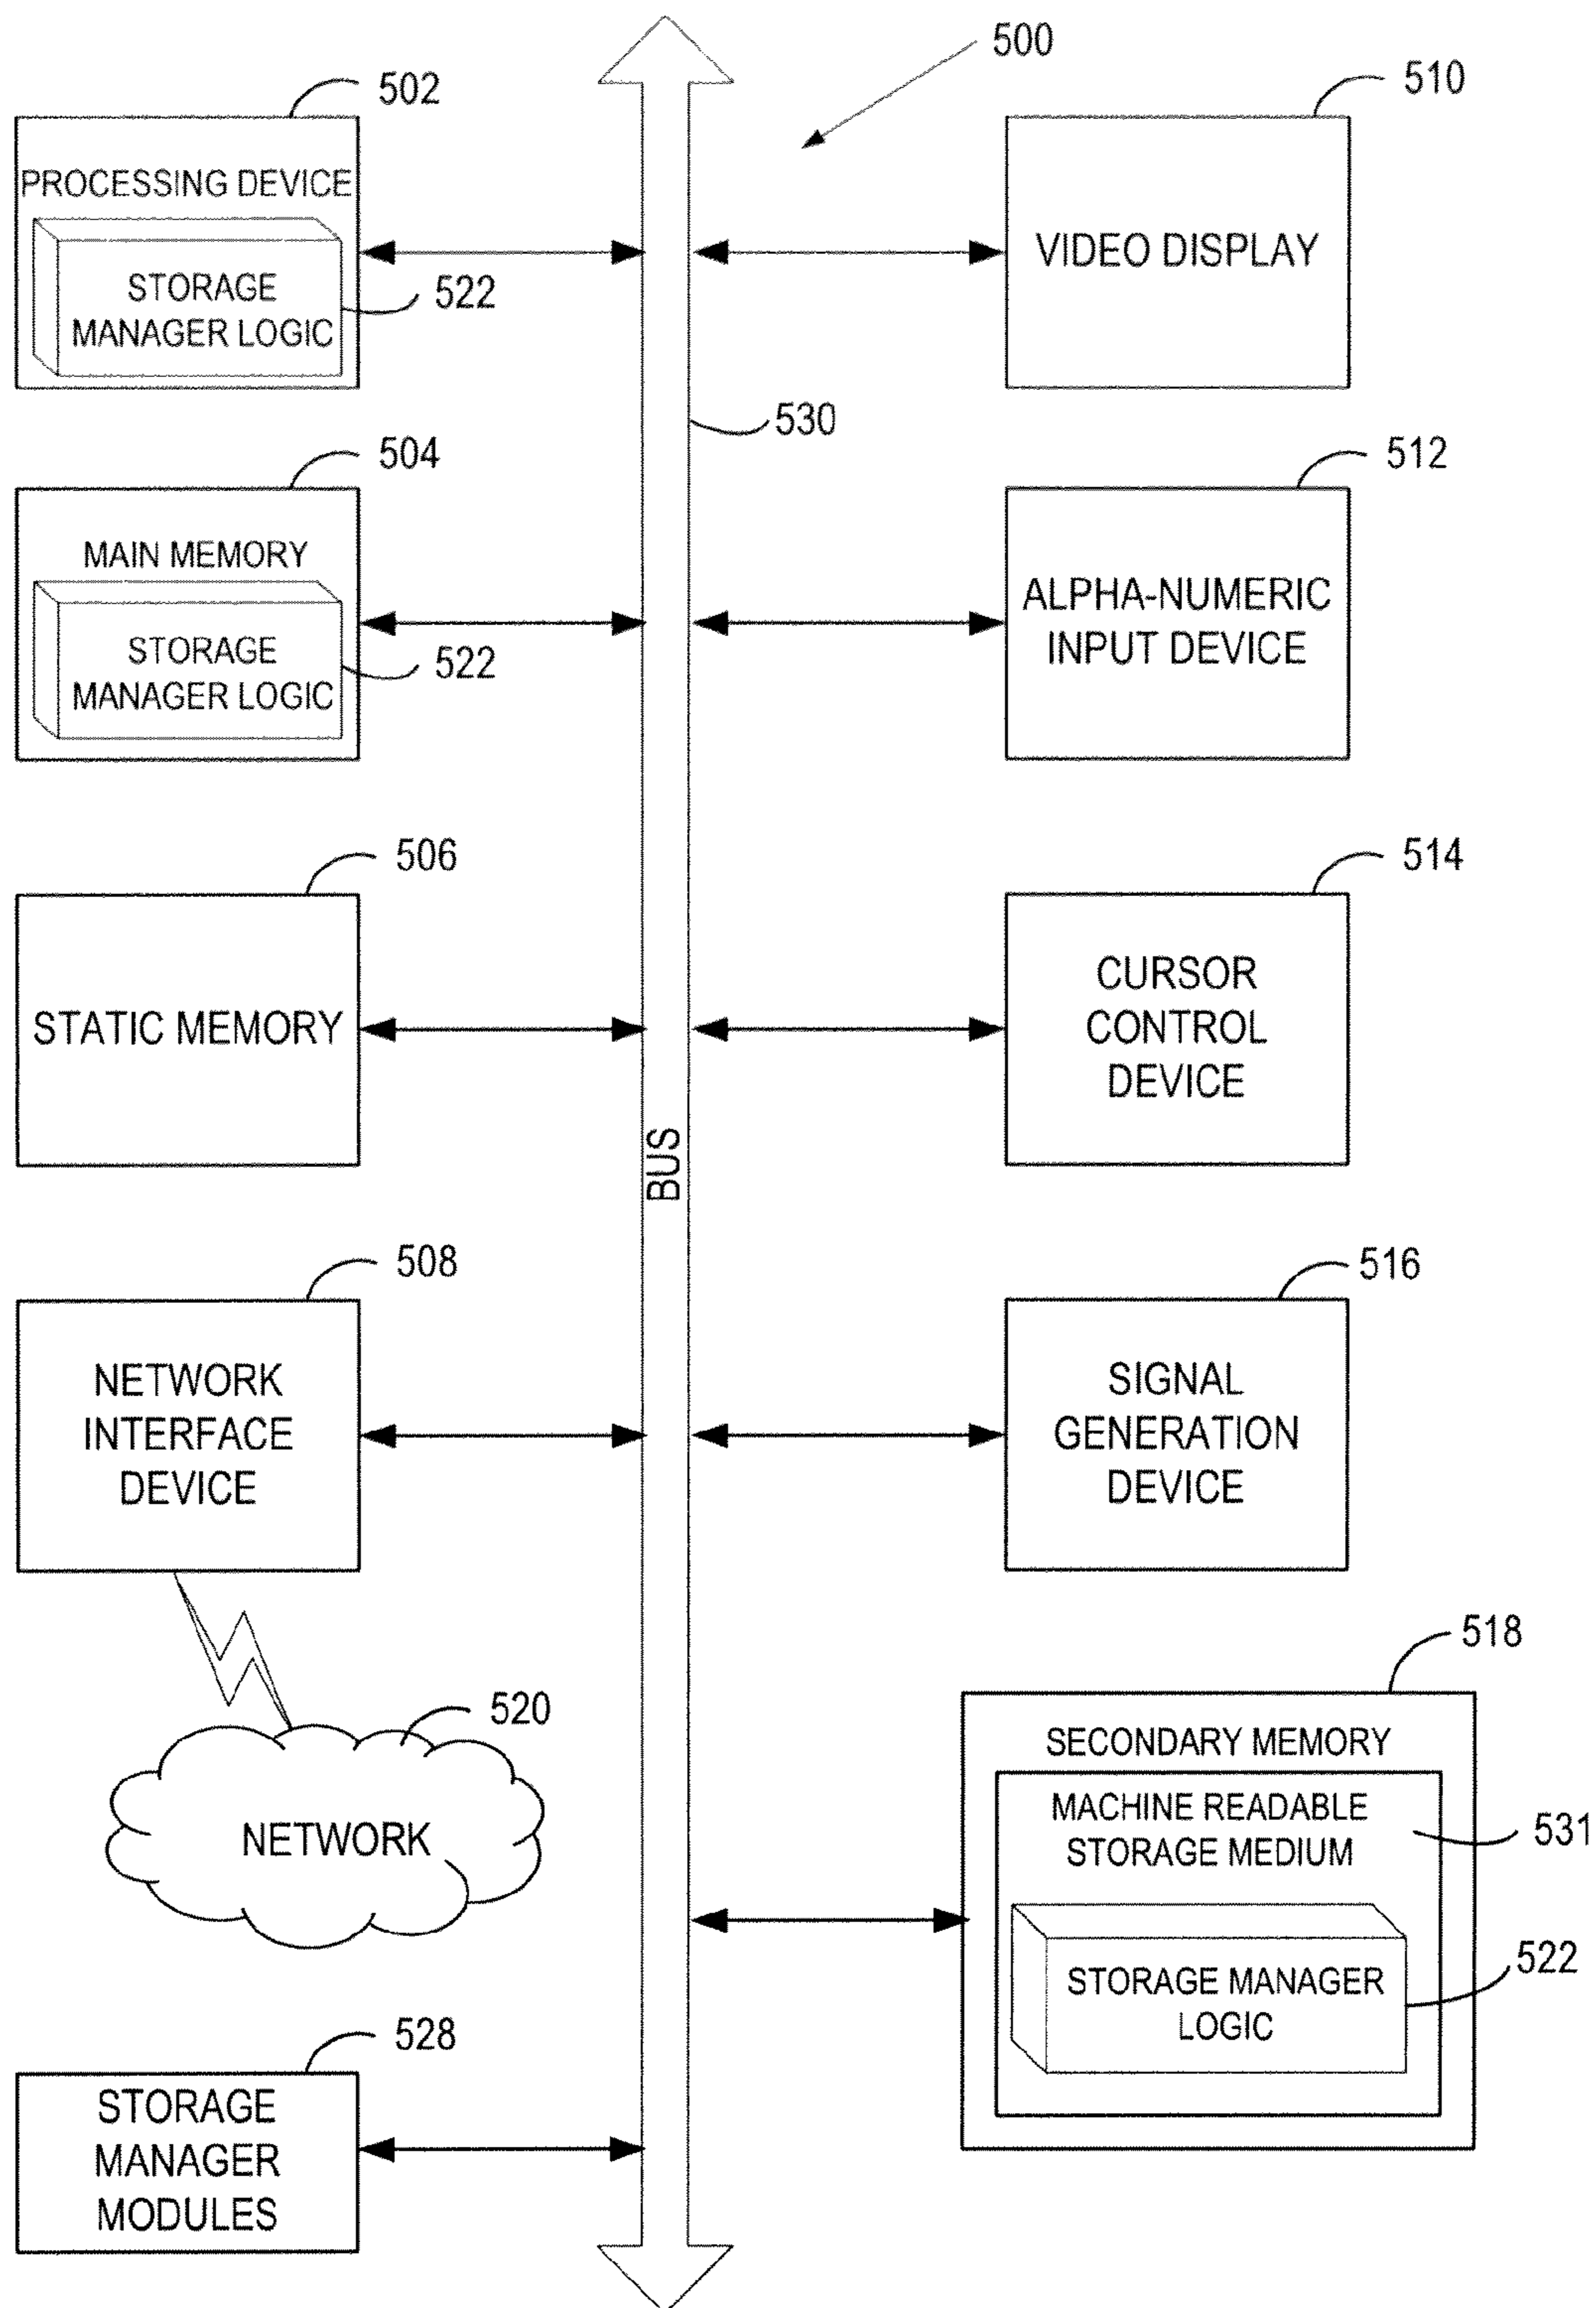 500
502
PROCESSING DEVICE
STORAGE
MANAGER LOGIC
522
510
VIDEO DISPLAY
530
504
MAIN MEMORY
STORAGE
MANAGER LOGIC
522
512
ALPHA-NUMERIC
INPUT DEVICE
506
STATIC MEMORY
514
CURSOR
CONTROL
DEVICE
BUS
508
NETWORK
INTERFACE
DEVICE
516
SIGNAL
GENERATION
DEVICE
520
NETWORK
518
SECONDARY MEMORY
MACHINE READABLE
STORAGE MEDIUM
531
STORAGE MANAGER
LOGIC
522
528
STORAGE
MANAGER
MODULES